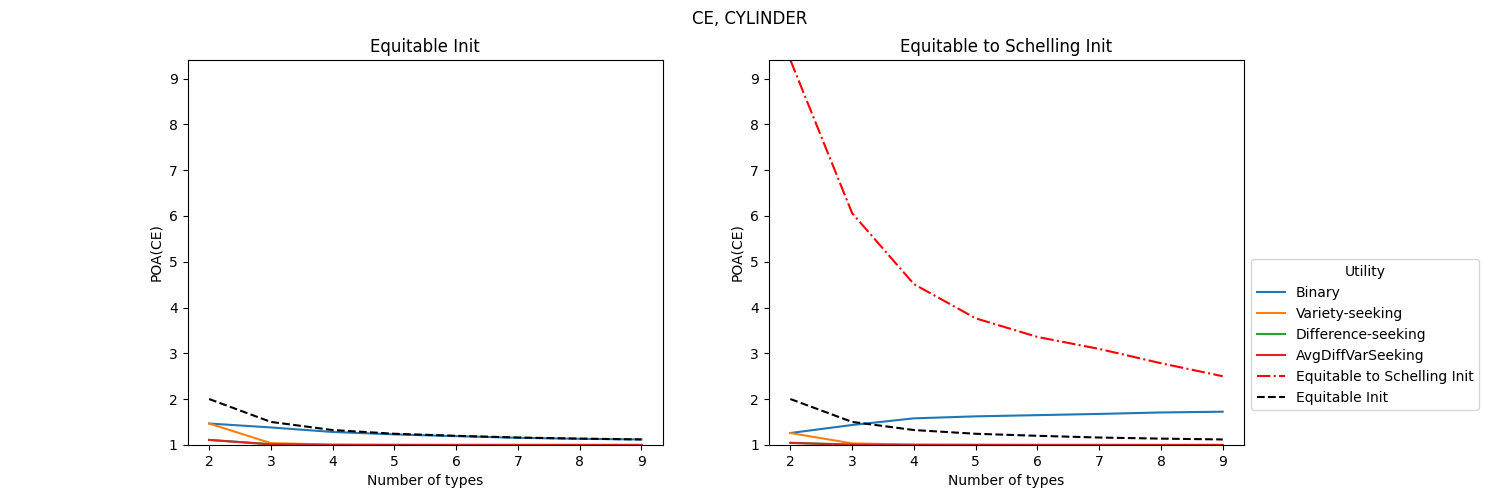 CE, CYLINDER
Equitable Init
9
8
7
6
5
4
3
2
1
POA(CE)
2 3 4 5 6 7 8 9
Number of types
Equitable to Schelling Init
9
8
7
6
5
4
3
2
1
POA(CE)
2 3 4 5 6 7 8 9
Number of types
Utility
Binary
Variety-seeking
Difference-seeking
AvgDiffVarSeeking
Equitable to Schelling Init
Equitable Init